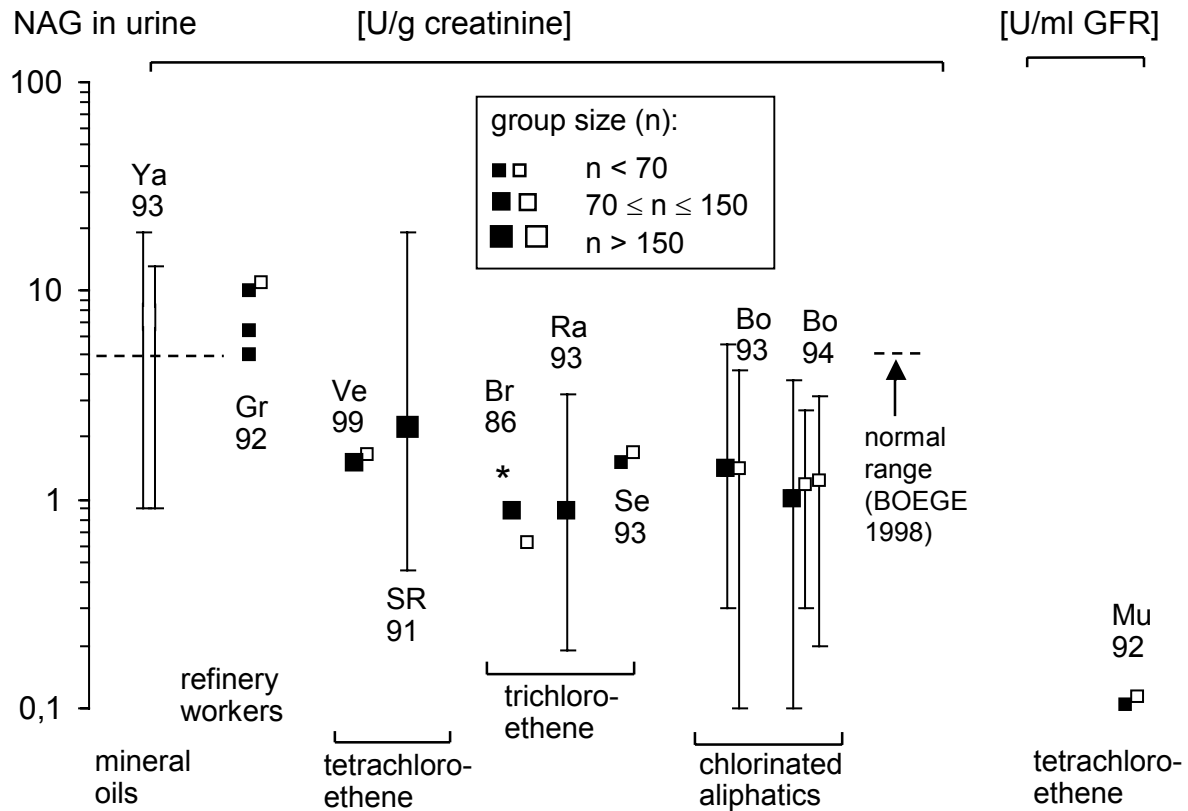 NAG in urine [U/g creatinine] [U/ml GFR]
100
10
1
0,1
group size (n):
n < 70
70 ≤ n ≤ 150
n > 150
Ya
93
Gr
92
Ve
99
SR
91
Br
86
*
Ra
93
Se
93
Bo
93
Bo
94
normal
range
(BOEGE
1998)
Mu
92
mineral
oils
refinery
workers
tetrachloro-
ethene
trichloro-
ethene
chlorinated
aliphatics
tetrachloro-
ethene